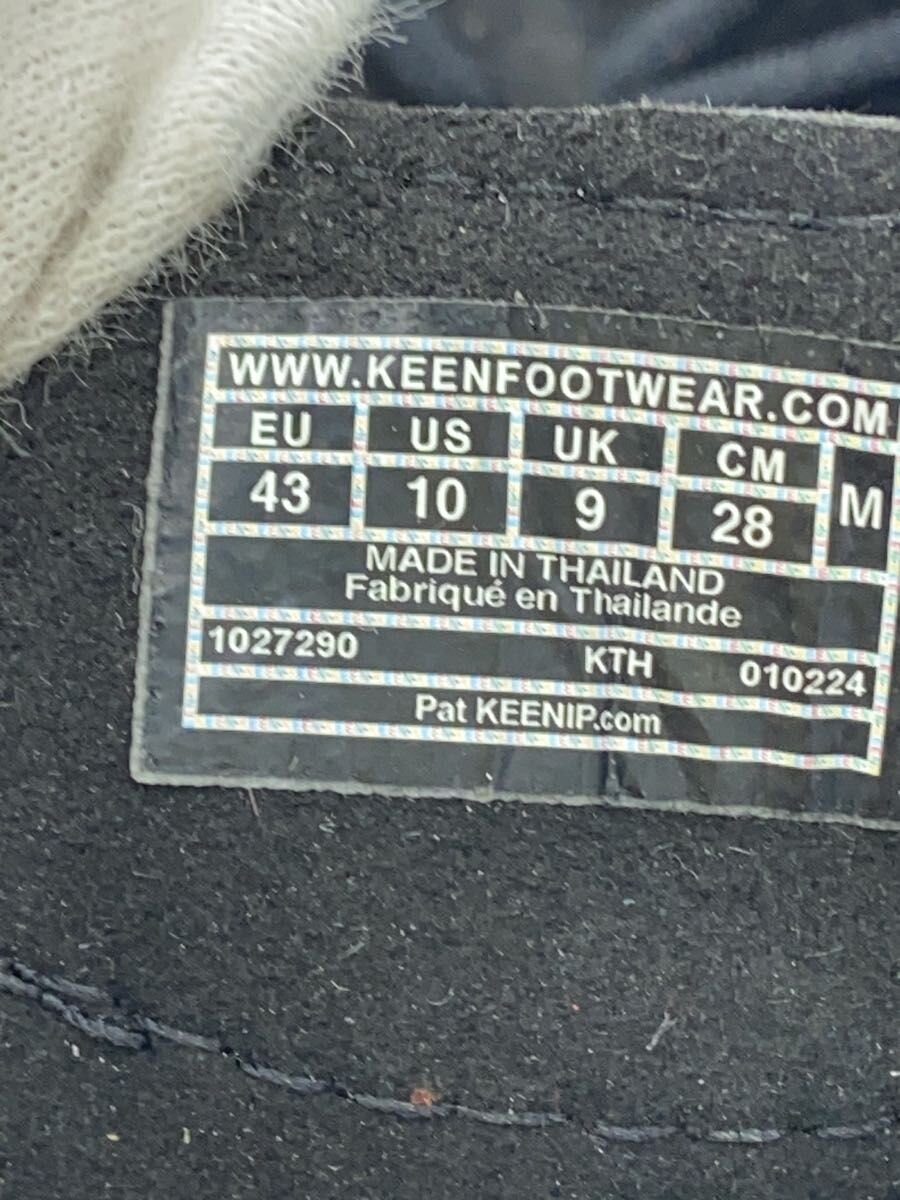 WWW.KEENFOOTWEAR.COM
EU US UK CM M
43 10 9 28
MADE IN THAILAND
Fabriqué en Thailande
1027290 KTH 010224
Pat KEENIP.com